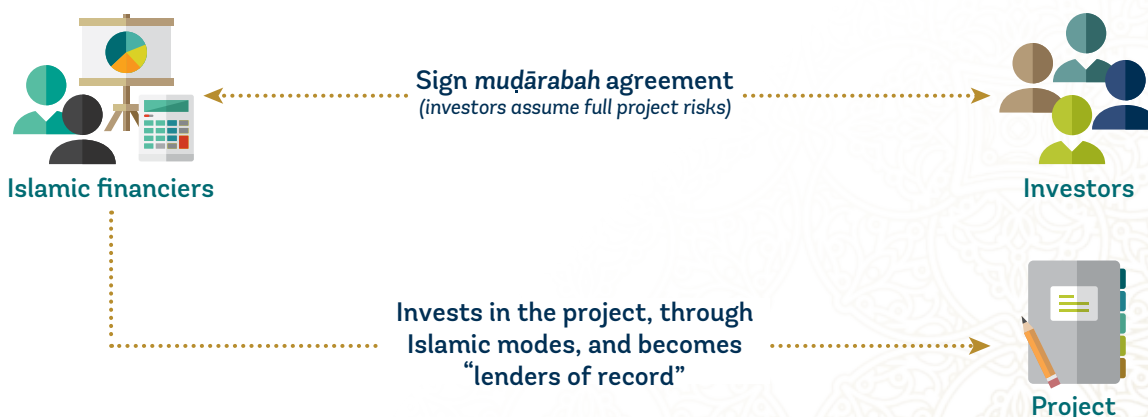 Sign muḍārabah agreement
(investors assume full project risks)
Islamic financiers
Investors
Invests in the project, through
Islamic modes, and becomes
“lenders of record”
Project